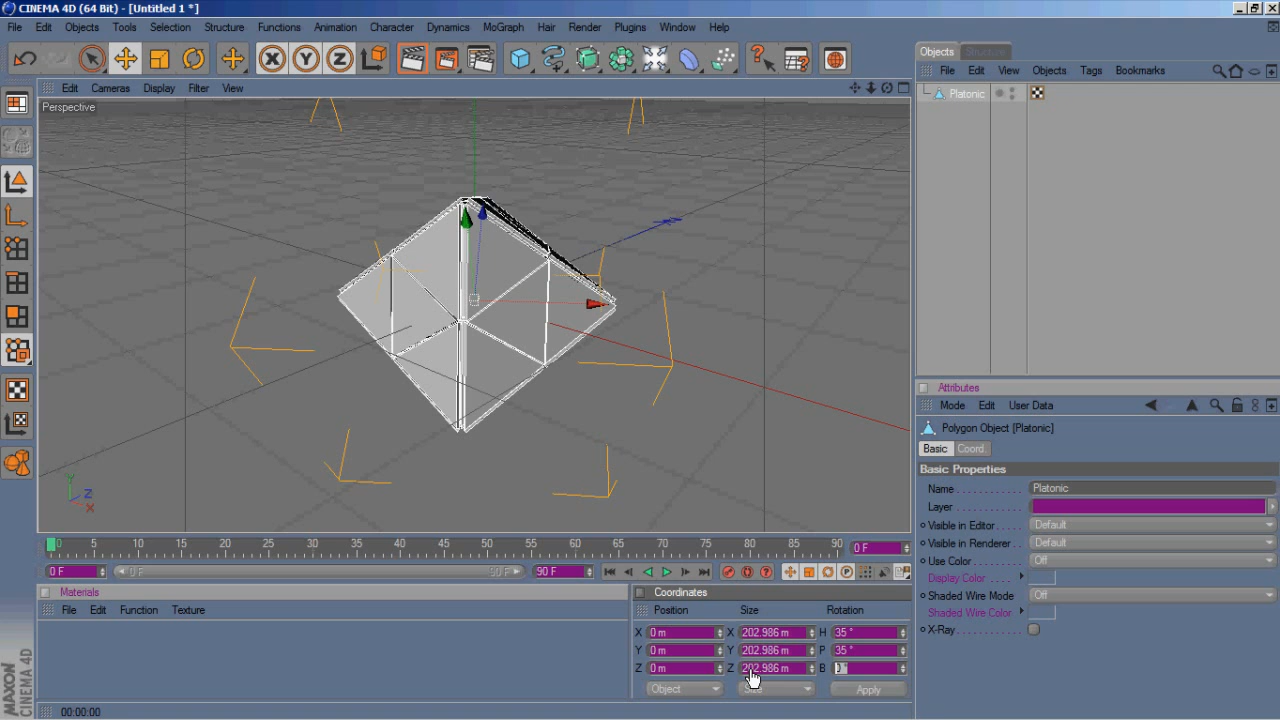 CINEMA 4D (64 Bit) - [Untitled 1 *]
File Edit Objects Tools Selection Structure Functions Animation Character Dynamics MoGraph Hair Render Plugins Window Help
Objects Structure
File Edit View Objects Tags Bookmarks
Platonic
Edit Cameras Display Filter View
Perspective
Y
Z
X
0 5 10 15 20 25 30 35 40 45 50 55 60 65 70 75 80 85 90 0 F
0 F 0 F 90 F 90 F
Attributes
Mode Edit User Data
Polygon Object [Platonic]
Basic Coord.
Basic Properties
Name Platonic
Layer
Visible in Editor Default
Visible in Renderer Default
Use Color Off
Display Color
Shaded Wire Mode Off
Shaded Wire Color
X-Ray
Materials
File Edit Function Texture
Coordinates
Position Size Rotation
X 0 m X 202.986 m H 35 °
Y 0 m Y 202.986 m P 35 °
Z 0 m Z 202.986 m B 0 °
Object Apply
MAXON CINEMA 4D
00:00:00